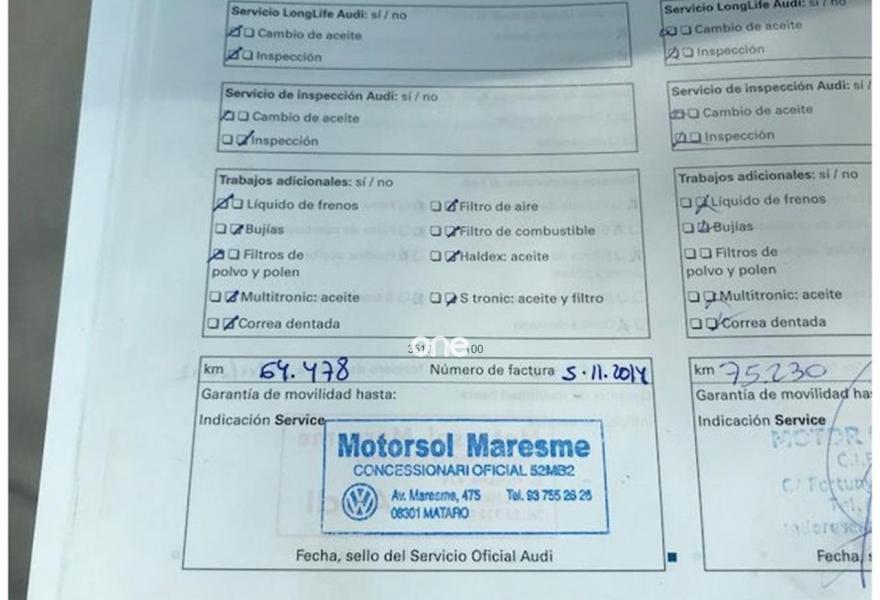 Servicio LongLife Audi: sí / no
Cambio de aceite
Inspección
Servicio de inspección Audi: sí / no
Cambio de aceite
Inspección
Trabajos adicionales: sí / no
Líquido de frenos
Filtro de aire
Bujías
Filtro de combustible
Filtros de
polvo y polen
Haldex: aceite
Multitronic: aceite
S tronic: aceite y filtro
Correa dentada
one
100
km 64.478
Número de factura 5.11.2014
Garantía de movilidad hasta:
Indicación Service
Motorsol Maresme
CONCESSIONARI OFICIAL 52MB2
Av. Maresme, 475 Tel. 93 755 26 26
08301 MATARO
Fecha, sello del Servicio Oficial Audi
Servicio LongLife Audi: sí / no
Cambio de aceite
Inspección
Servicio de inspección Audi: sí /
Cambio de aceite
Inspección
Trabajos adicionales: sí / no
Líquido de frenos
Bujías
Filtros de
polvo y polen
Multitronic: aceite
Correa dentada
km 75.230
Garantía de movilidad ha
Indicación Service
MOTOR
Fecha,